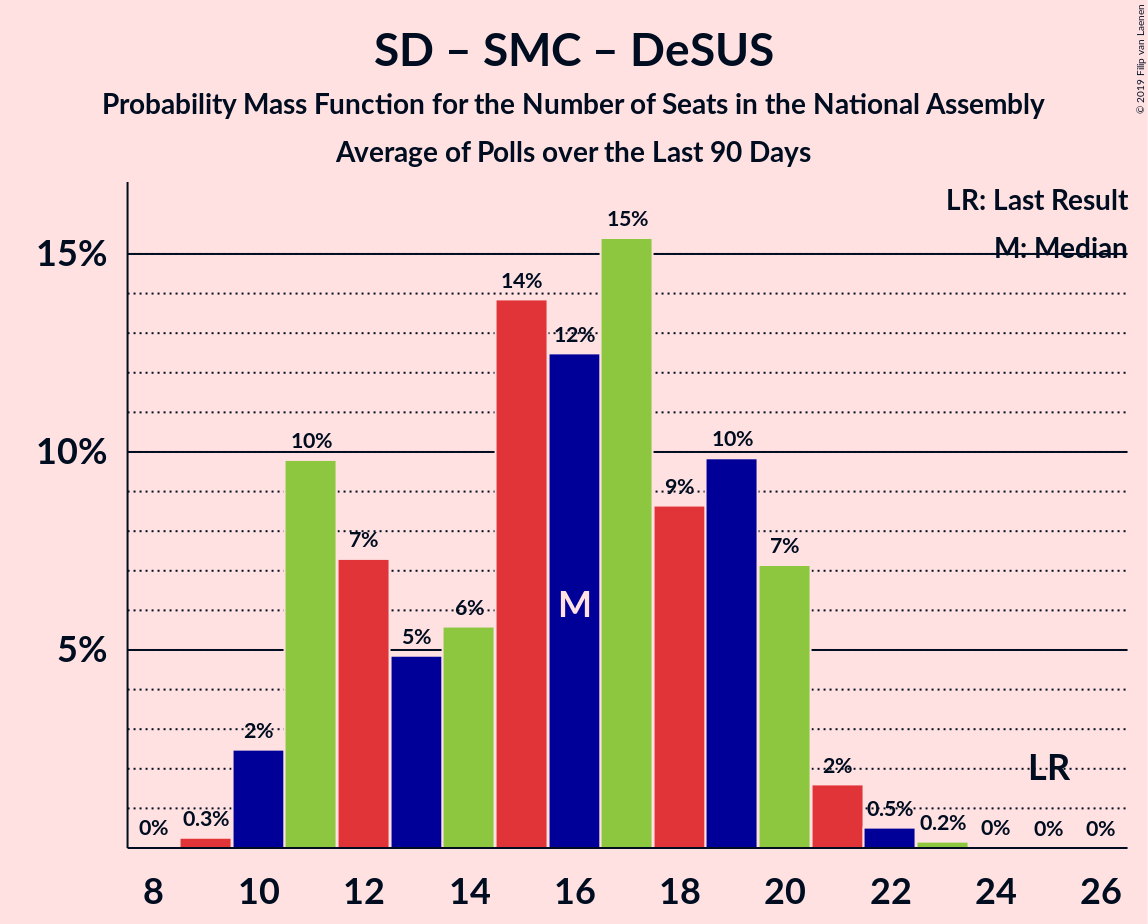 SD – SMC – DeSUS
Probability Mass Function for the Number of Seats in the National Assembly
Average of Polls over the Last 90 Days
© 2019 Filip van Laenen
LR: Last Result
M: Median
15%
10%
5%
0%
0.3%
2%
10%
7%
5%
6%
14%
12%
15%
9%
10%
7%
2%
0.5%
0.2%
0%
0%
0%
M
LR
8 10 12 14 16 18 20 22 24 26